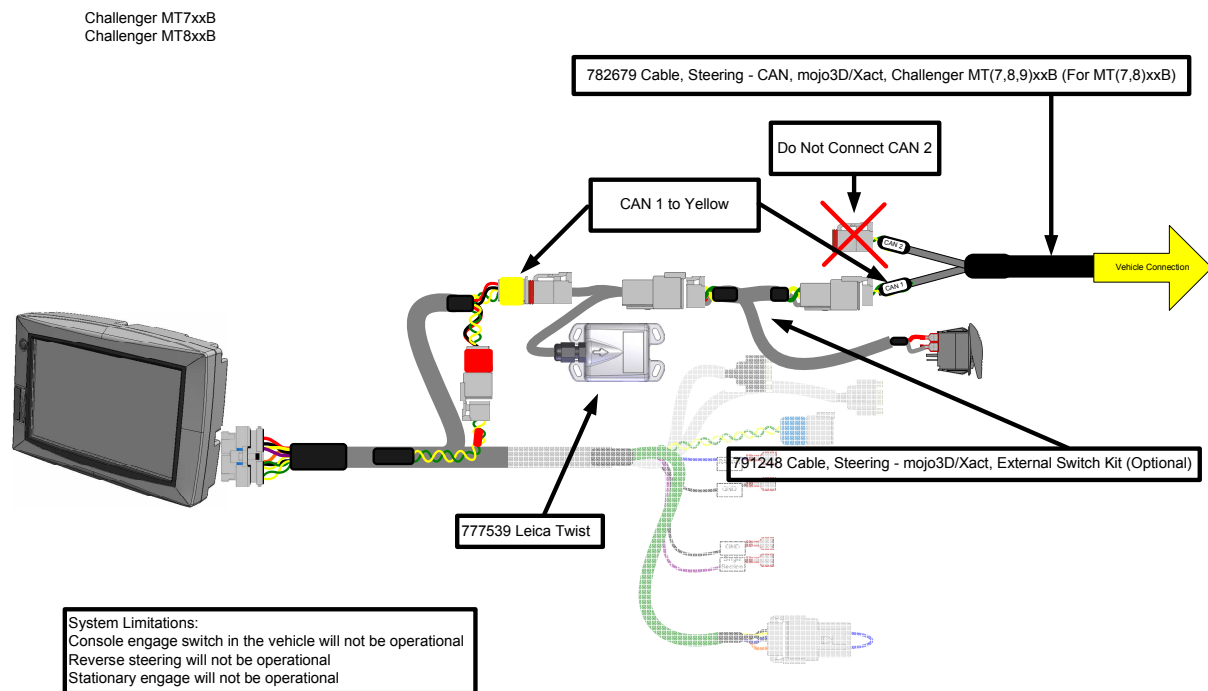 Challenger MT7xxB
Challenger MT8xxB
782679 Cable, Steering - CAN, mojo3D/Xact, Challenger MT(7,8,9)xxB (For MT(7,8)xxB)
Do Not Connect CAN 2
CAN 1 to Yellow
CAN 2
CAN 1
Vehicle Connection
791248 Cable, Steering - mojo3D/Xact, External Switch Kit (Optional)
GND
777539 Leica Twist
System Limitations:
Console engage switch in the vehicle will not be operational
Reverse steering will not be operational
Stationary engage will not be operational